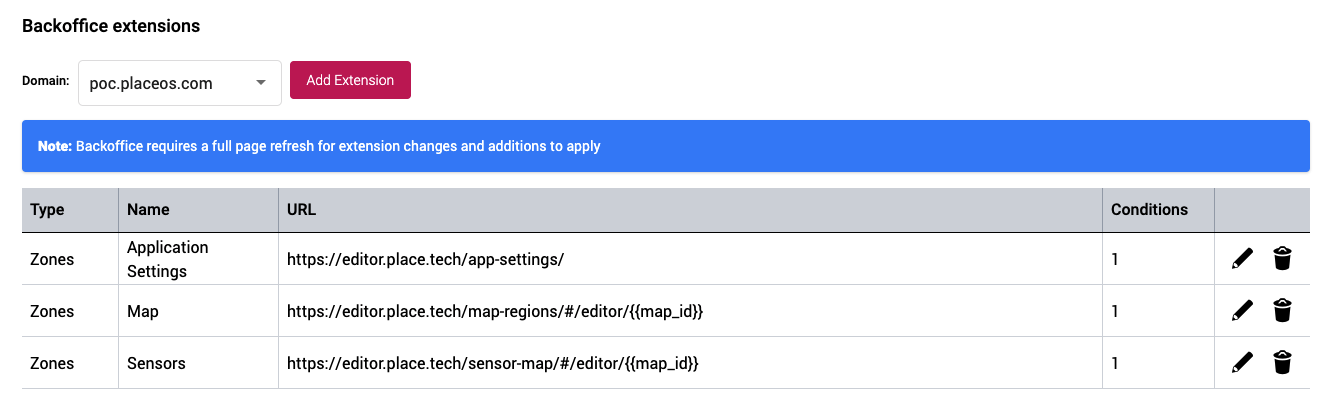 Backoffice extensions
Domain: poc.placeos.com Add Extension
Note: Backoffice requires a full page refresh for extension changes and additions to apply
Type Name URL Conditions
Zones Application Settings https://editor.place.tech/app-settings/ 1
Zones Map https://editor.place.tech/map-regions/#/editor/{{map_id}} 1
Zones Sensors https://editor.place.tech/sensor-map/#/editor/{{map_id}} 1